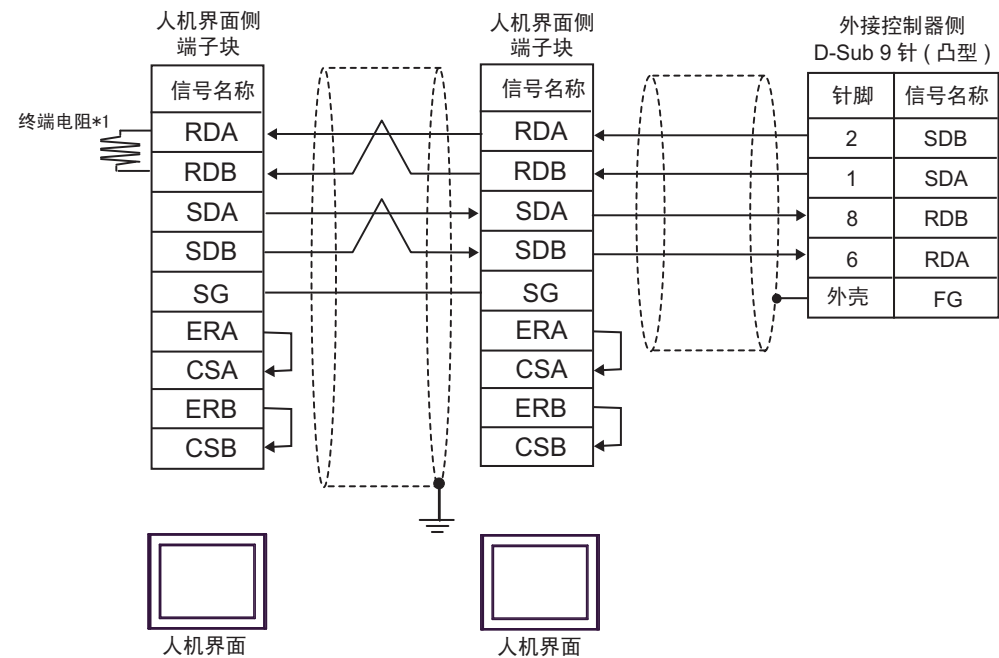 人机界面侧
端子块
信号名称
终端电阻*1
RDA
RDB
SDA
SDB
SG
ERA
CSA
ERB
CSB
人机界面
人机界面侧
端子块
信号名称
RDA
RDB
SDA
SDB
SG
ERA
CSA
ERB
CSB
人机界面
外接控制器侧
D-Sub 9 针 ( 凸型 )
针脚 信号名称
2 SDB
1 SDA
8 RDB
6 RDA
外壳 FG